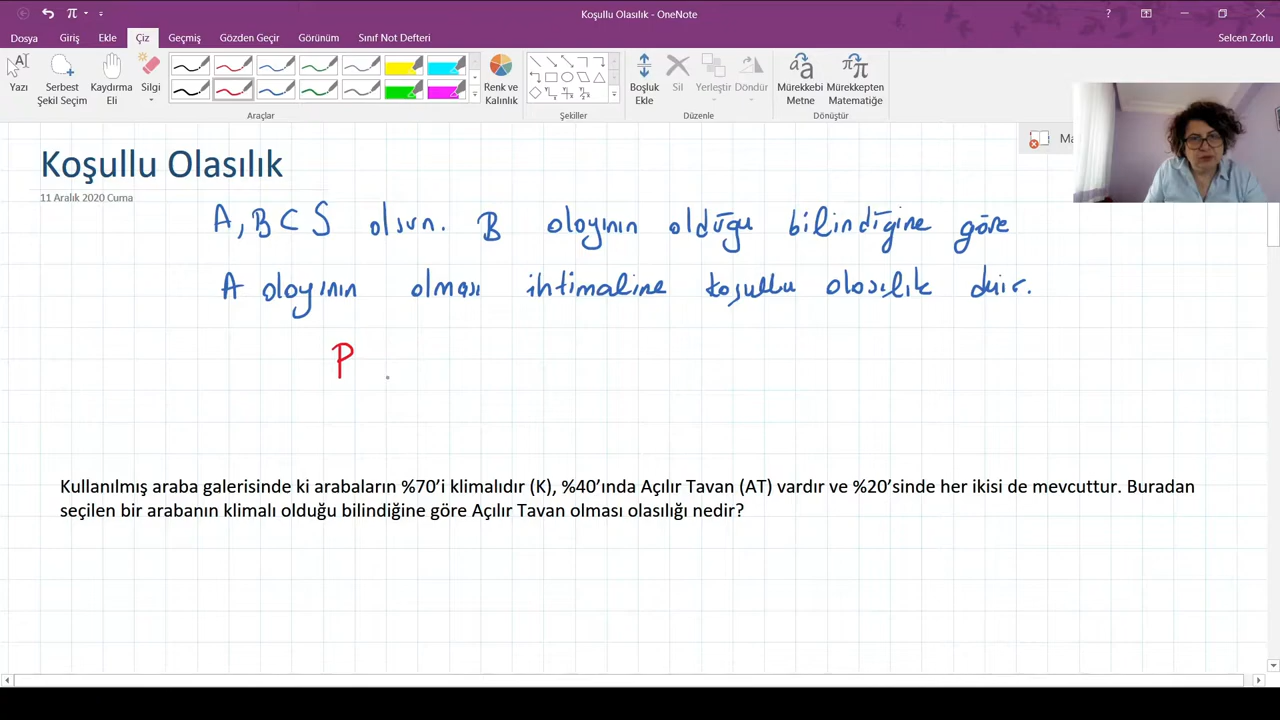 Koşullu Olasılık - OneNote
Dosya Giriş Ekle Çiz Geçmiş Gözden Geçir Görünüm Sınıf Not Defteri
Selcen Zorlu
Yazı
Serbest Şekil Seçim
Kaydırma Eli
Silgi
Renk ve Kalınlık
Boşluk Ekle
Sil
Yerleştir
Döndür
Mürekkebi Metne
Mürekkepten Matematiğe
Araçlar Şekiller Düzenle Dönüştür
Koşullu Olasılık
11 Aralık 2020 Cuma
A, B ⊂ S olsun. B olayının olduğu bilindiğine göre
A olayının olması ihtimaline koşullu olasılık denir.
P
Kullanılmış araba galerisinde ki arabaların %70’i klimalıdır (K), %40’ında Açılır Tavan (AT) vardır ve %20’sinde her ikisi de mevcuttur. Buradan
seçilen bir arabanın klimalı olduğu bilindiğine göre Açılır Tavan olması olasılığı nedir?